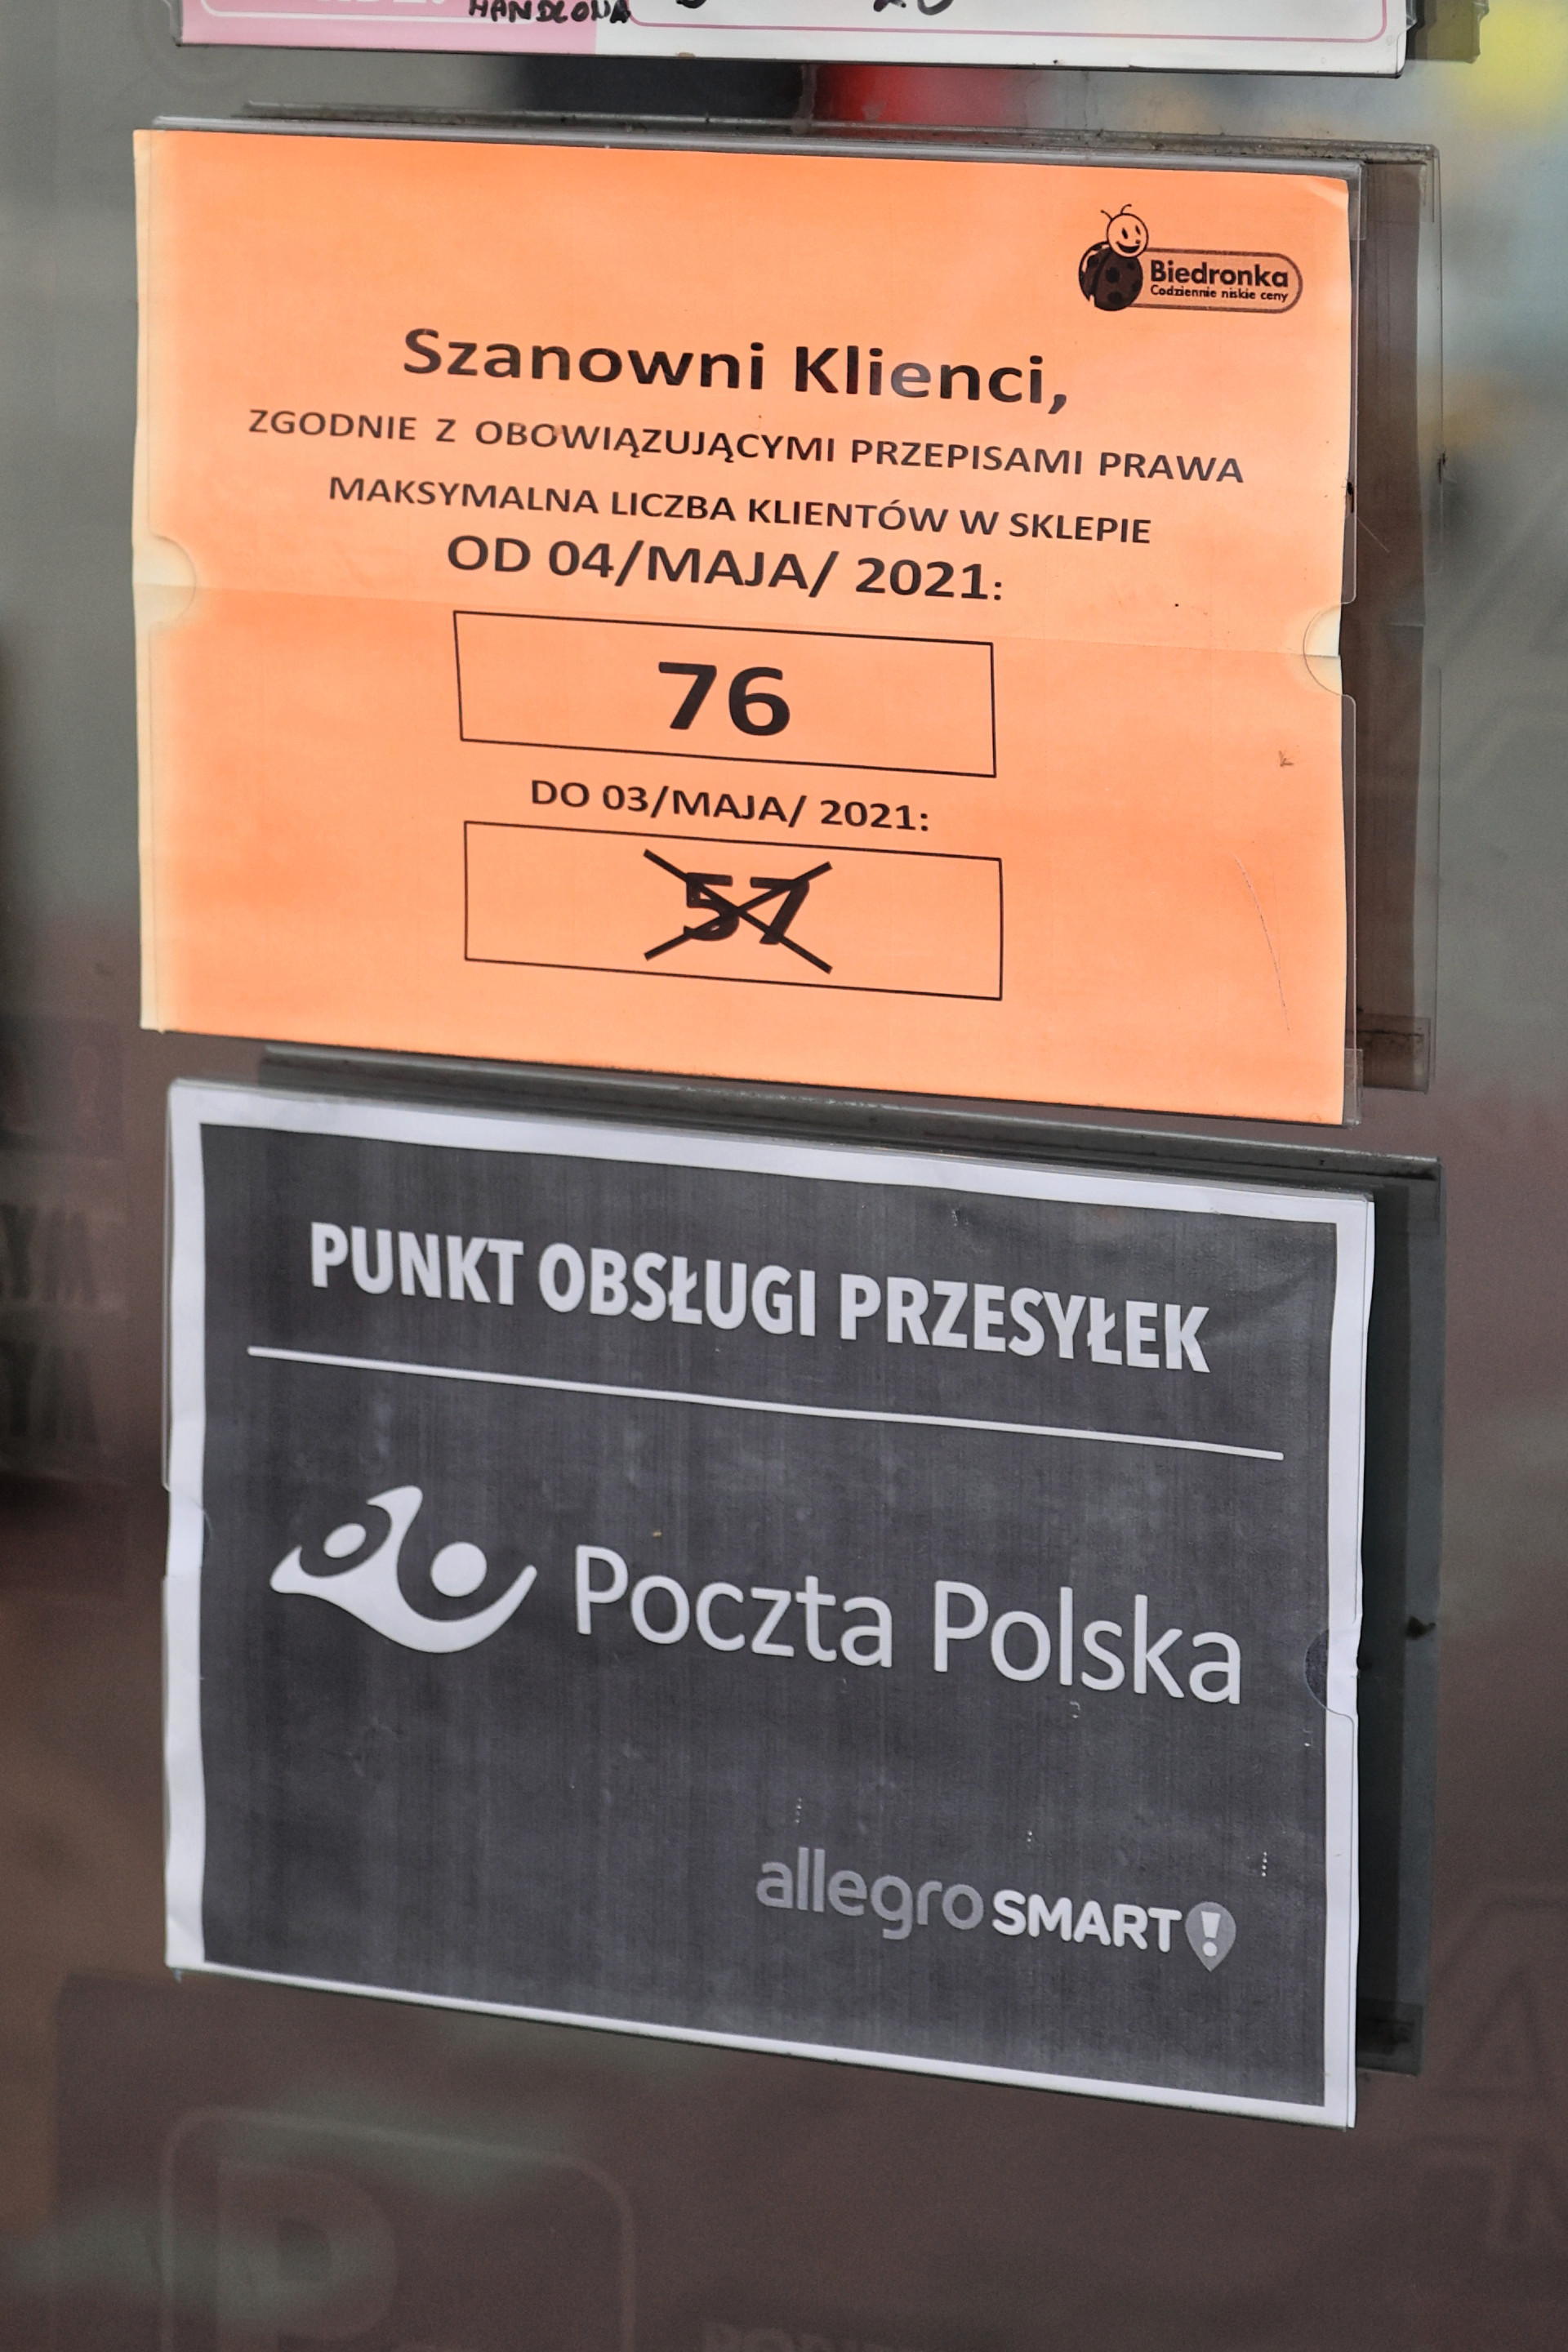 HANDLOWA
Biedronka
Codziennie niskie ceny
Szanowni Klienci,
ZGODNIE Z OBOWIĄZUJĄCYMI PRZEPISAMI PRAWA
MAKSYMALNA LICZBA KLIENTÓW W SKLEPIE
OD 04/MAJA/ 2021:
76
DO 03/MAJA/ 2021:
57
PUNKT OBSŁUGI PRZESYŁEK
Poczta Polska
allegro SMART!
P